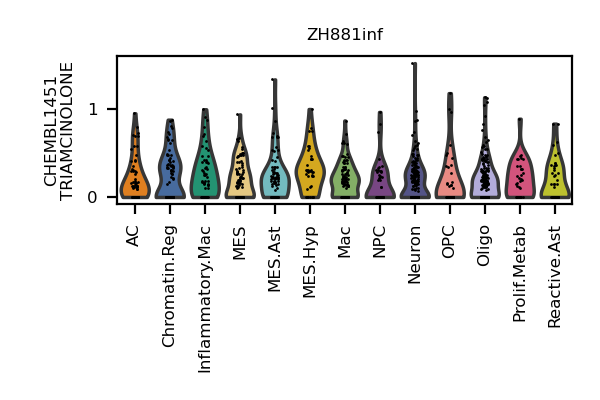 ZH881inf
CHEMBL1451
TRIAMCINOLONE
1
0
AC
Chromatin.Reg
Inflammatory.Mac
MES
MES.Ast
MES.Hyp
Mac
NPC
Neuron
OPC
Oligo
Prolif.Metab
Reactive.Ast